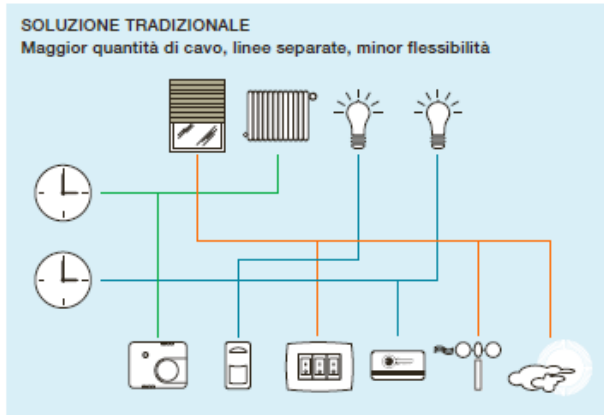 SOLUZIONE TRADIZIONALE
Maggior quantità di cavo, linee separate, minor flessibilità